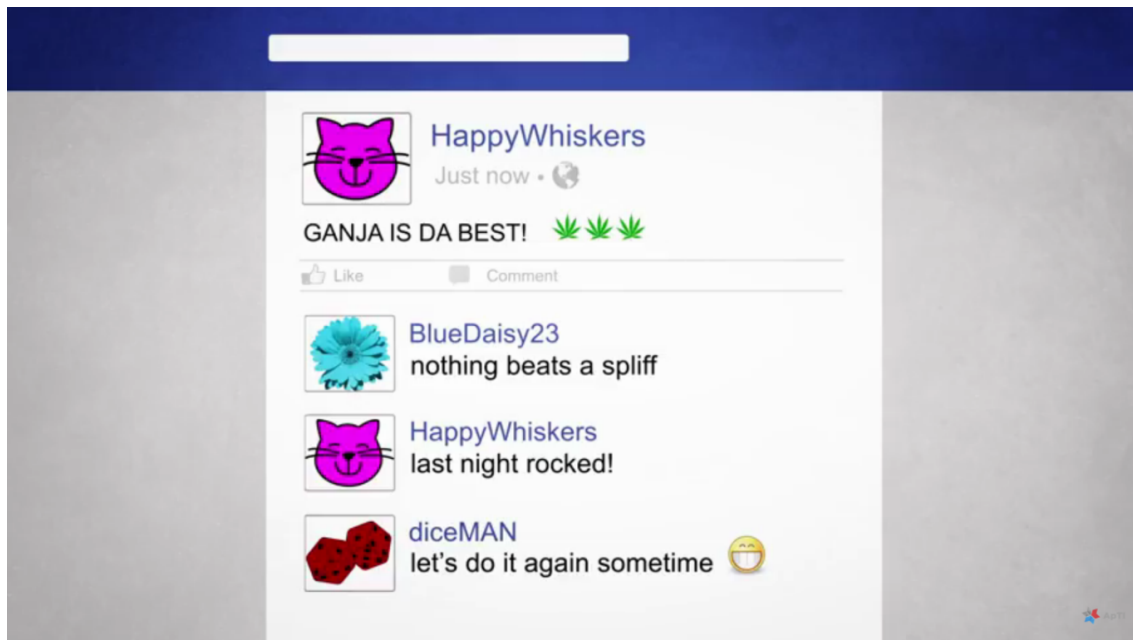 HappyWhiskers
Just now •
GANJA IS DA BEST!
Like Comment
BlueDaisy23
nothing beats a spliff
HappyWhiskers
last night rocked!
diceMAN
let's do it again sometime